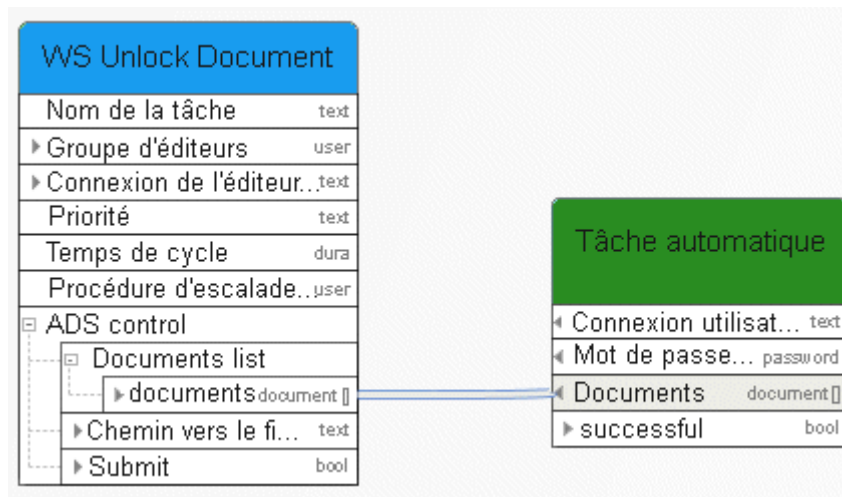 WS Unlock Document
Nom de la tâche text
Groupe d'éditeurs user
Connexion de l'éditeur...text
Priorité text
Temps de cycle dura
Procédure d'escalade..user
ADS control
Documents list
documents document []
Chemin vers le fi... text
Submit bool
Tâche automatique
Connexion utilisat... text
Mot de passe... password
Documents document[]
successful bool